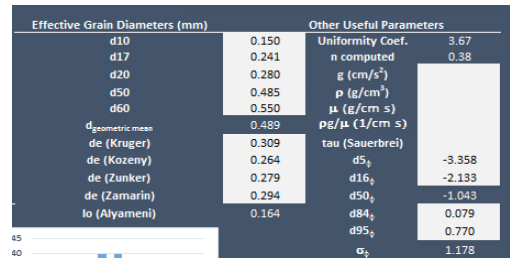 Effective Grain Diameters (mm) Other Useful Parameters
d10 0.150 Uniformity Coef. 3.67
d17 0.241 n computed 0.38
d20 0.280 g (cm/s²)
d50 0.485 ρ (g/cm³)
d60 0.550 μ (g/cm s)
dgeometric mean 0.489 ρg/μ (1/cm s)
de (Kruger) 0.309 tau (Sauerbrei)
de (Kozeny) 0.264 d5ϕ -3.358
de (Zunker) 0.279 d16ϕ -2.133
de (Zamarin) 0.294 d50ϕ -1.043
Io (Alyameni) 0.164 d84ϕ 0.079
d95ϕ 0.770
45
40 σϕ 1.178